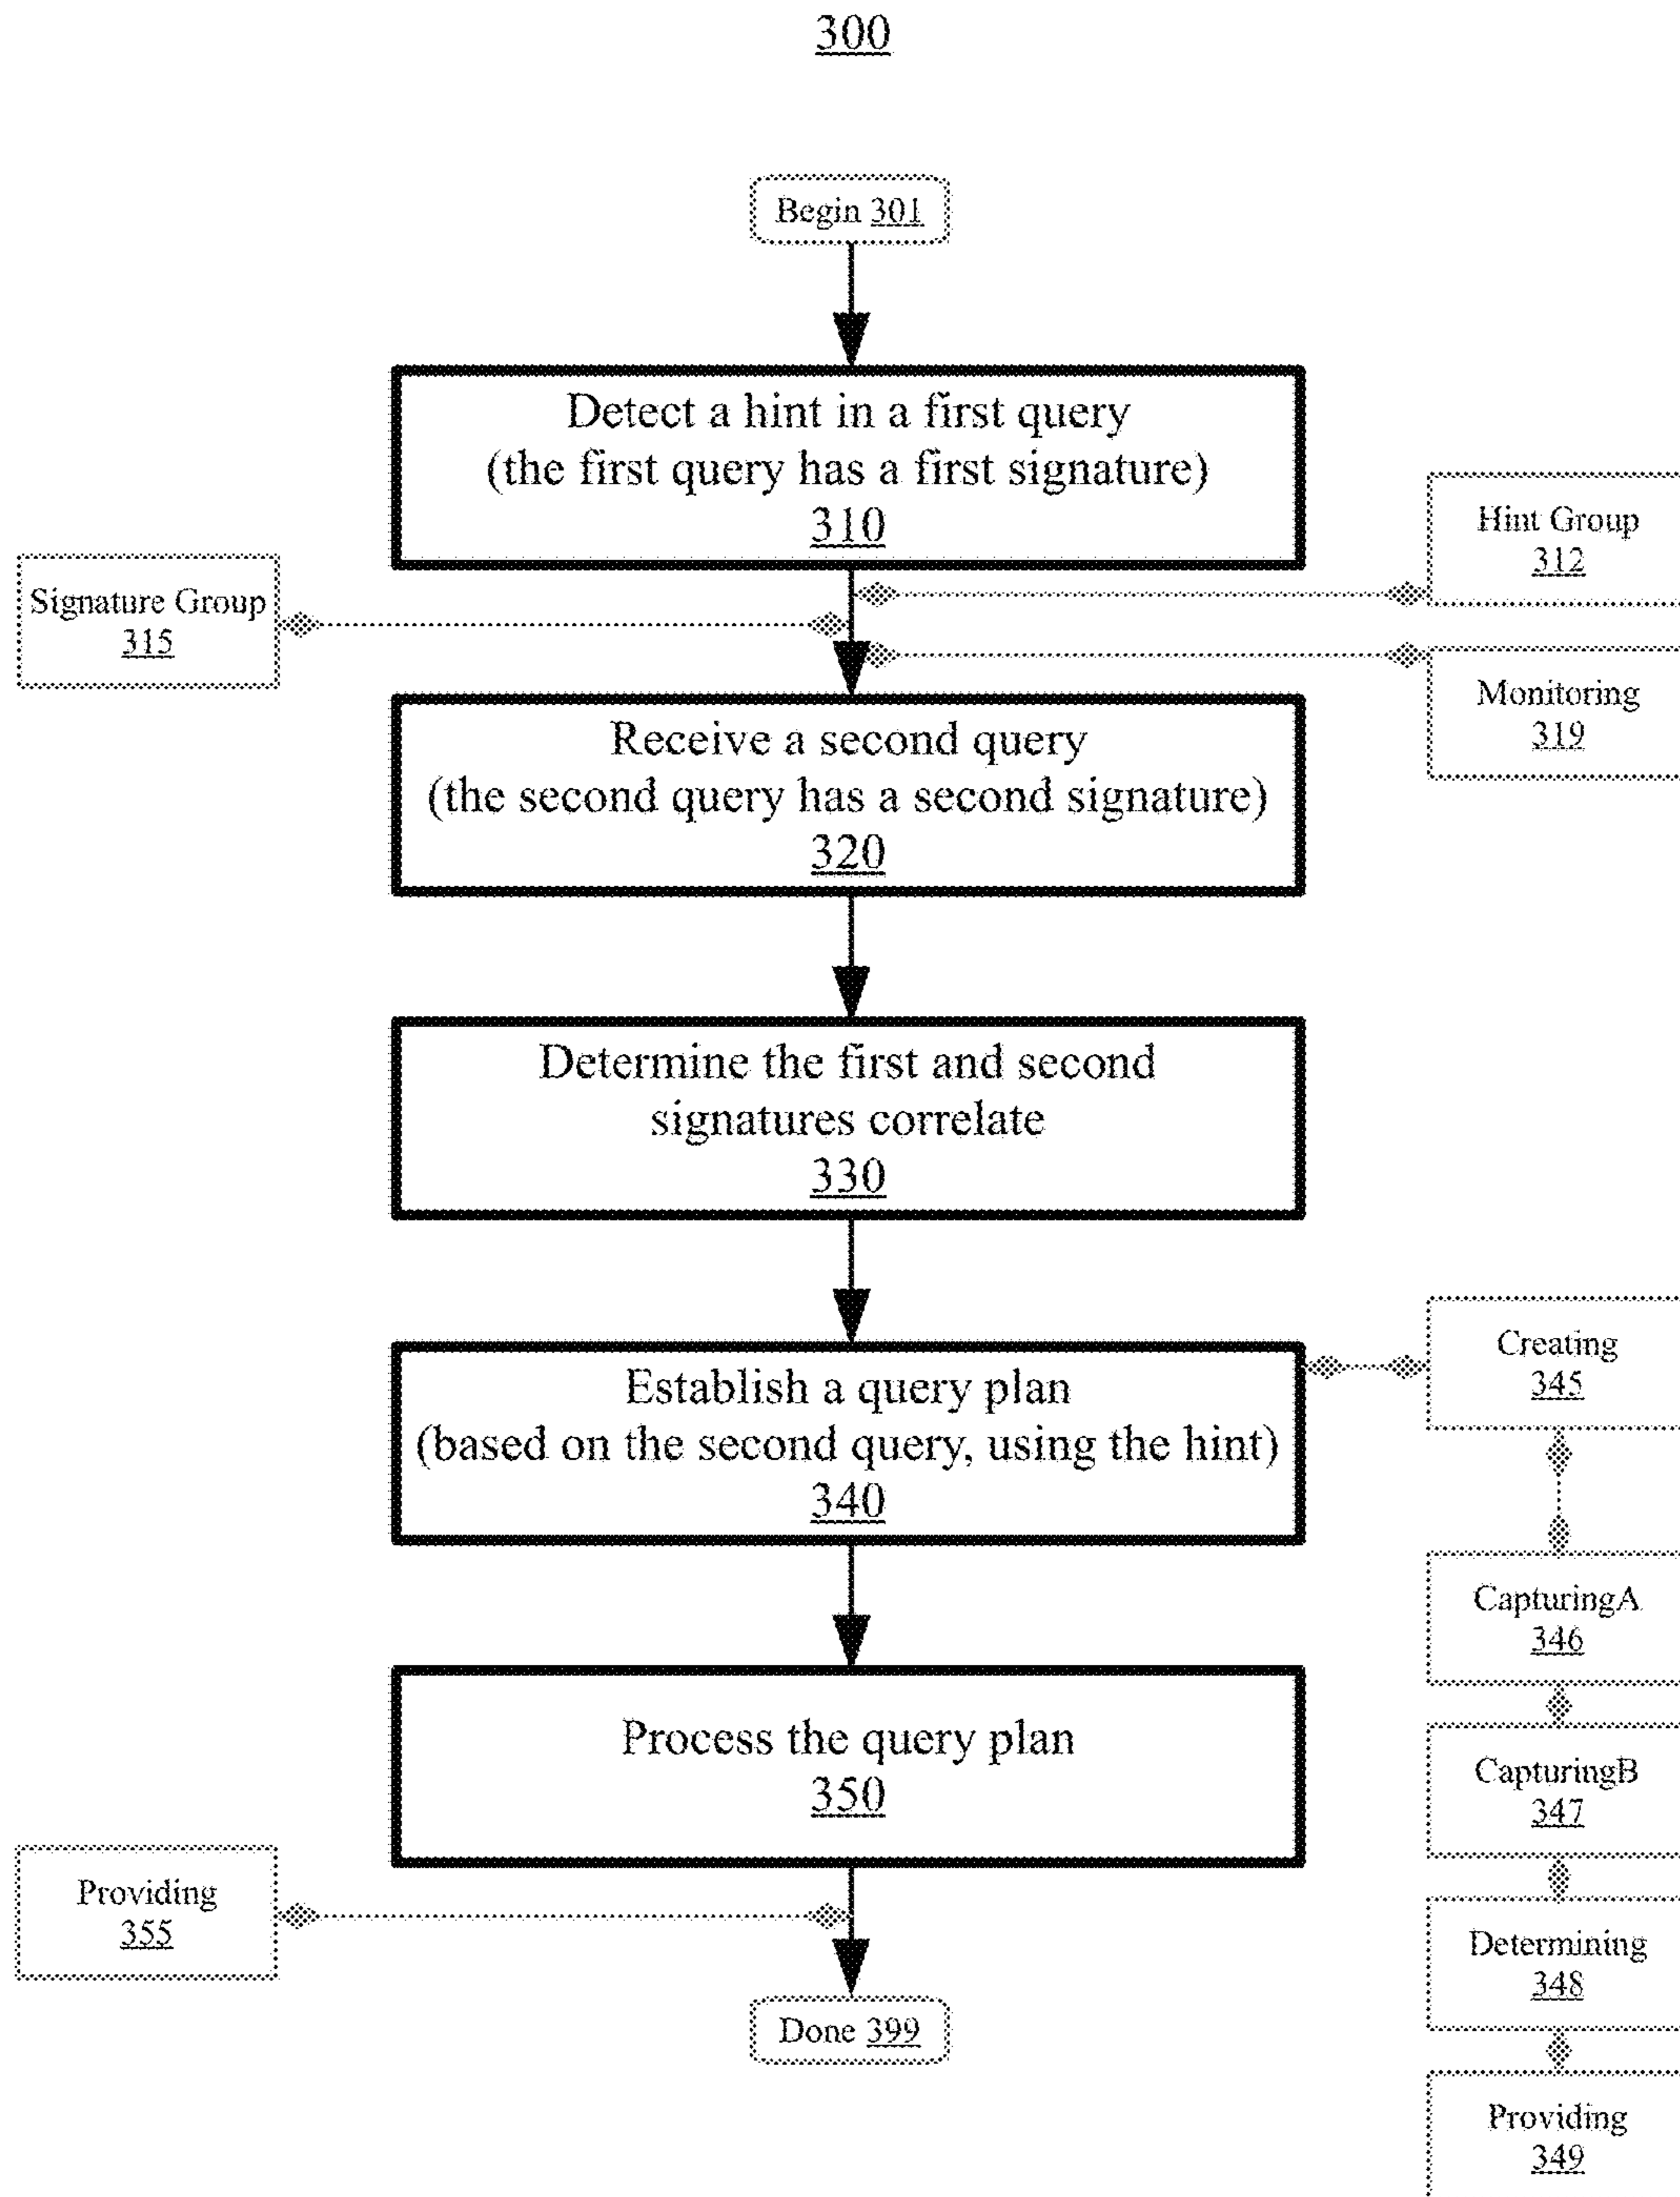 300
Begin 301
Detect a hint in a first query
(the first query has a first signature)
310
Hint Group
312
Signature Group
315
Monitoring
319
Receive a second query
(the second query has a second signature)
320
Determine the first and second
signatures correlate
330
Establish a query plan
(based on the second query, using the hint)
340
Creating
345
CapturingA
346
Process the query plan
350
CapturingB
347
Providing
355
Determining
348
Done 399
Providing
349